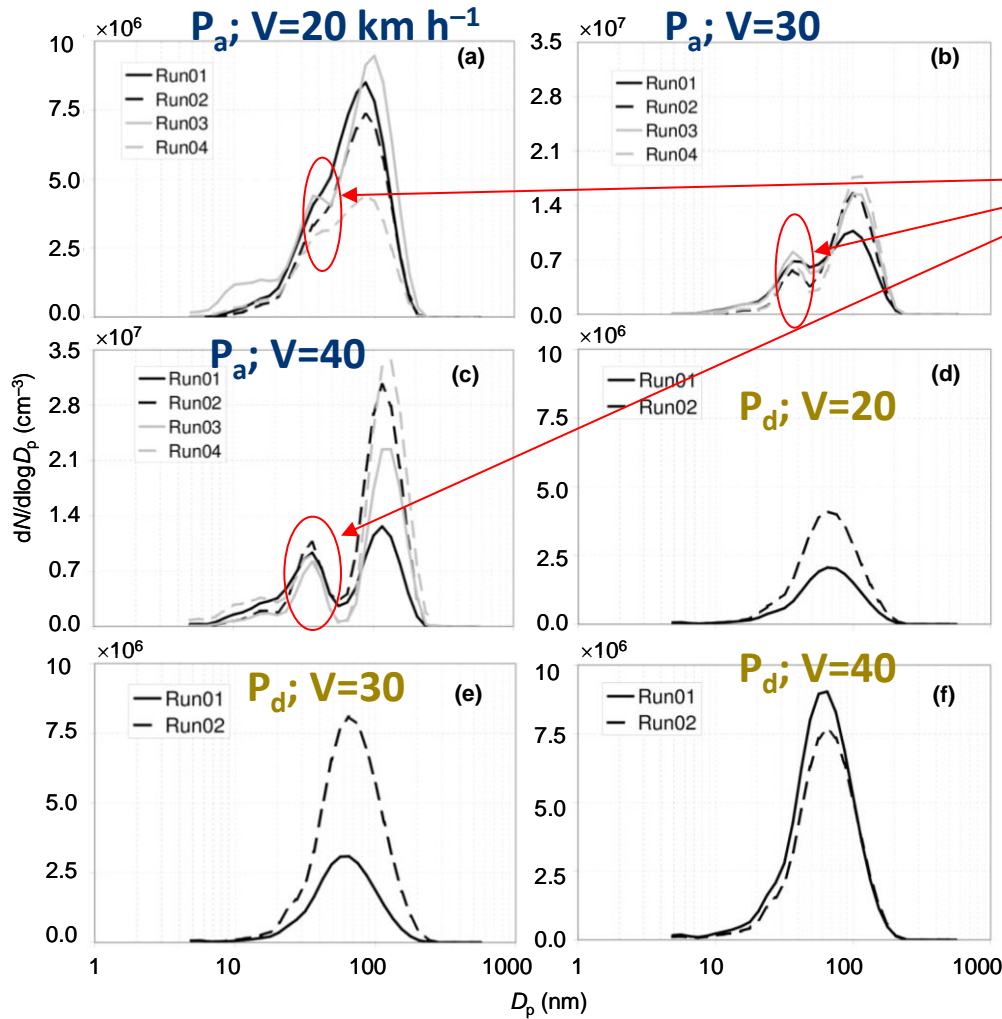 Pa; V=20 km h–1
Pa; V=30
×10⁶
10
7.5
5.0
2.5
0.0
(a)
Run01
Run02
Run03
Run04
×10⁷
3.5
2.8
2.1
1.4
0.7
0.0
(b)
Run01
Run02
Run03
Run04
Pa; V=40
×10⁷
3.5
2.8
2.1
1.4
0.7
0.0
(c)
Run01
Run02
Run03
Run04
dN/dlogDp (cm–3)
×10⁶
10
7.5
5.0
2.5
0.0
(d)
Run01
Run02
Pd; V=20
×10⁶
10
7.5
5.0
2.5
0.0
(e)
Run01
Run02
Pd; V=30
1
10
100
1000
×10⁶
10
7.5
5.0
2.5
0.0
(f)
Run01
Run02
Pd; V=40
1
10
100
1000
Dp (nm)